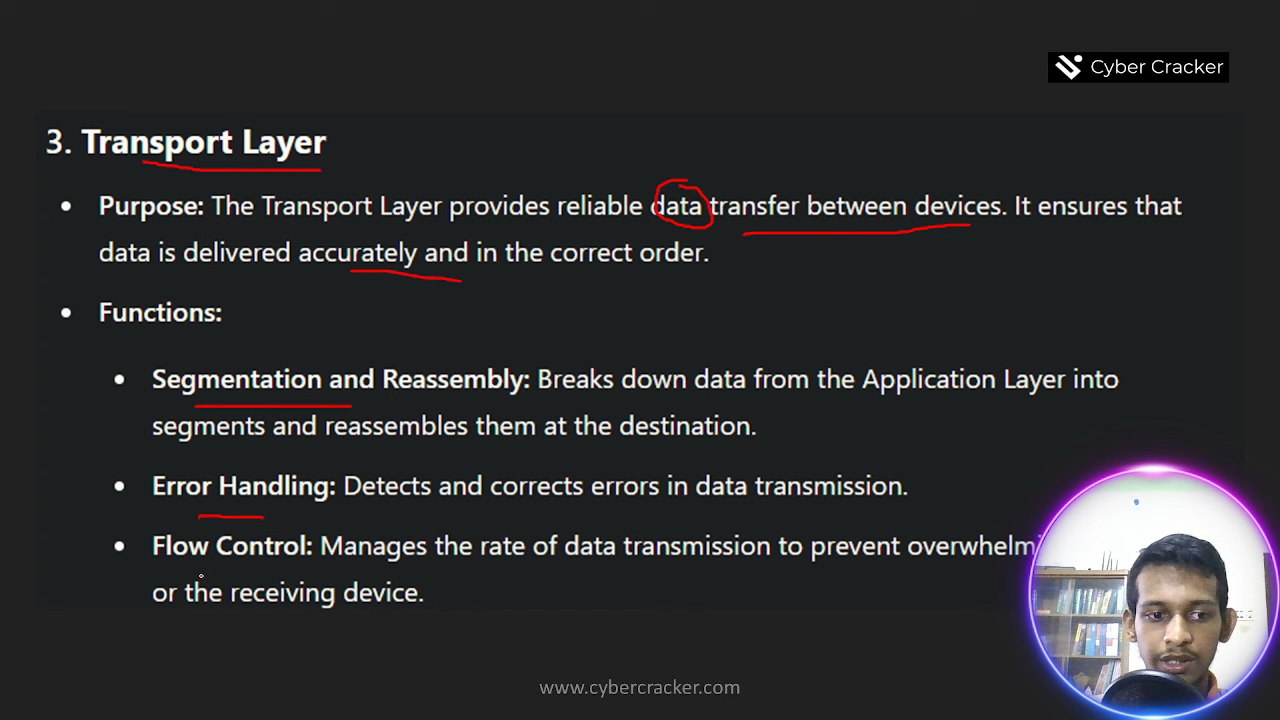 Cyber Cracker
3. Transport Layer
• Purpose: The Transport Layer provides reliable data transfer between devices. It ensures that
data is delivered accurately and in the correct order.
• Functions:
• Segmentation and Reassembly: Breaks down data from the Application Layer into
segments and reassembles them at the destination.
• Error Handling: Detects and corrects errors in data transmission.
• Flow Control: Manages the rate of data transmission to prevent
or the receiving device.
www.cybercracker.com